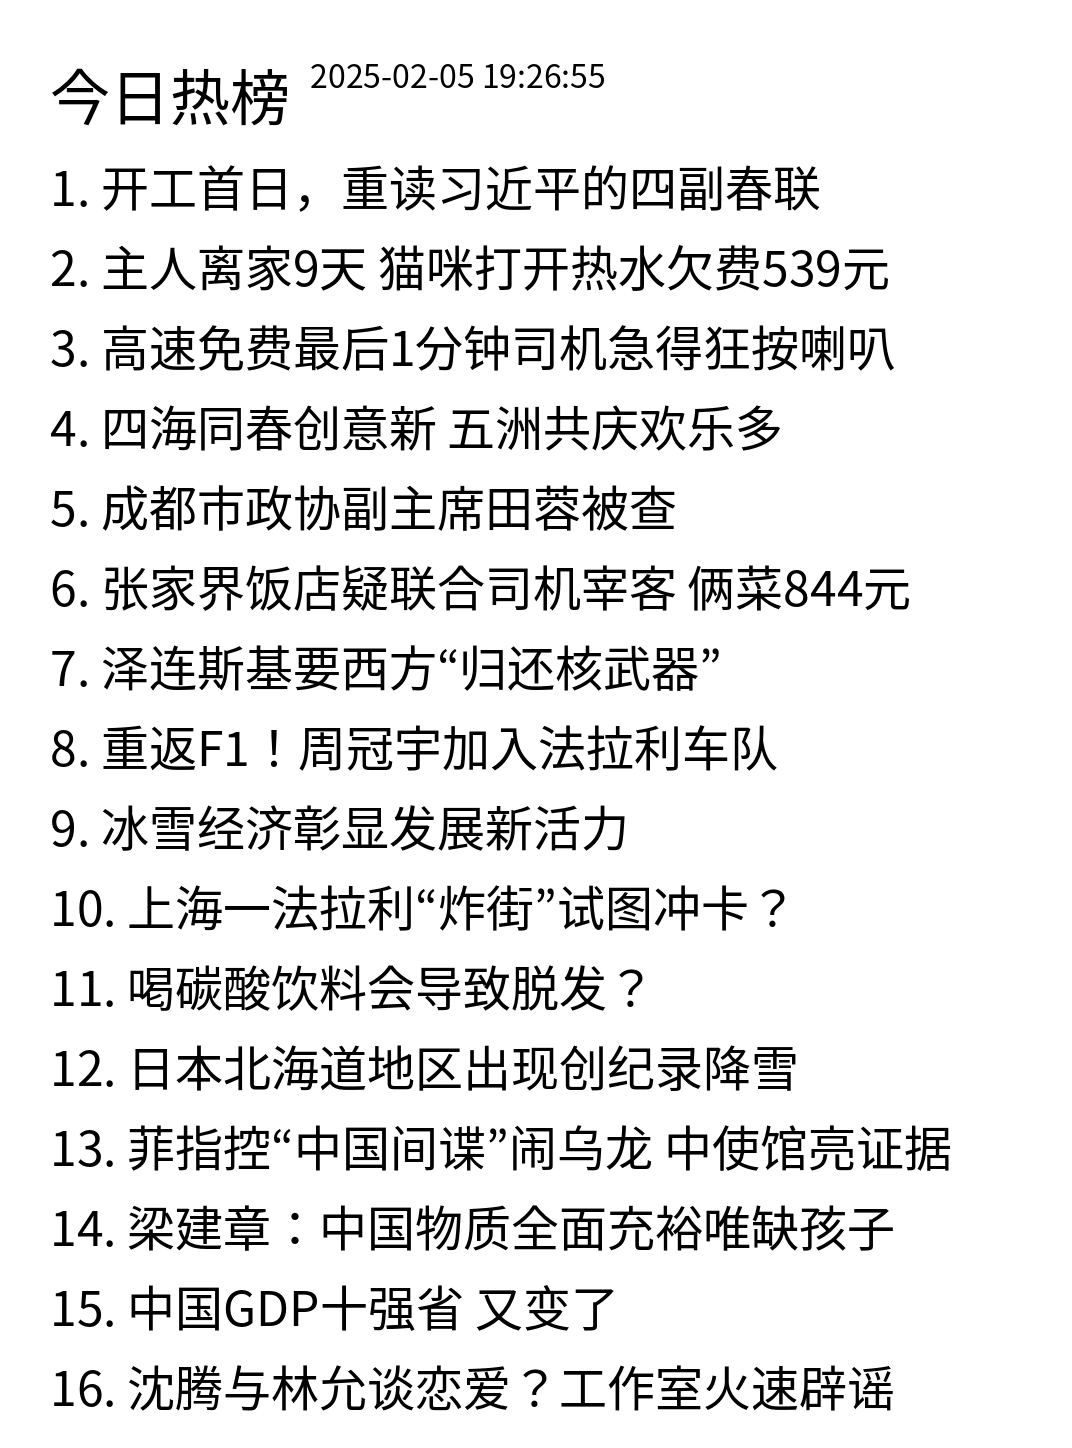 今日热榜 2025-02-05 19:26:55
1. 开工首日，重读习近平的四副春联
2. 主人离家9天 猫咪打开热水欠费539元
3. 高速免费最后1分钟司机急得狂按喇叭
4. 四海同春创意新 五洲共庆欢乐多
5. 成都市政协副主席田蓉被查
6. 张家界饭店疑联合司机宰客 俩菜844元
7. 泽连斯基要西方“归还核武器”
8. 重返F1！周冠宇加入法拉利车队
9. 冰雪经济彰显发展新活力
10. 上海一法拉利“炸街”试图冲卡？
11. 喝碳酸饮料会导致脱发？
12. 日本北海道地区出现创纪录降雪
13. 菲指控“中国间谍”闹乌龙 中使馆亮证据
14. 梁建章：中国物质全面充裕唯缺孩子
15. 中国GDP十强省 又变了
16. 沈腾与林允谈恋爱？工作室火速辟谣